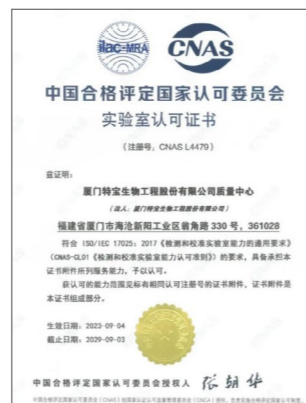 ilac-MRA
CNAS
中国合格评定国家认可委员会
实验室认可证书
（注册号：CNAS L4479）
兹证明：
厦门特宝生物工程股份有限公司质量中心
（法人：厦门特宝生物工程股份有限公司）
福建省厦门市海沧新阳工业区翁角路 330 号，361028
符合 ISO/IEC 17025：2017《检测和校准实验室能力的通用要求》
（CNAS-CL01《检测和校准实验室能力认可准则》）的要求，具备承担本
证书附件所列服务能力，予以认可。
获认可的能力范围见标有相同认可注册号的证书附件，证书附件是
本证书组成部分。
生效日期：2023-09-04
截止日期：2029-09-03
中国合格评定国家认可委员会授权人 张朝华